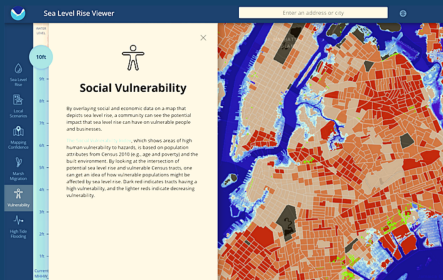 Sea Level Rise Viewer
Enter an address or city
10ft
Sea Level
Rise
Local
Scenarios
Mapping
Confidence
Marsh
Migration
Vulnerability
High Tide
Flooding
Social Vulnerability
By overlaying social and economic data on a map that
depicts sea level rise, a community can see the potential
impact that sea level rise can have on vulnerable people
and businesses.
, which shows areas of high
human vulnerability to hazards, is based on population
attributes from Census 2010 (e.g., age and poverty) and the
built environment. By looking at the intersection of
potential sea level rise and vulnerable Census tracts, one
can get an idea of how vulnerable populations might be
affected by sea level rise. Dark red indicates tracts having a
high vulnerability, and the lighter reds indicate decreasing
vulnerability.
Current
MHHW